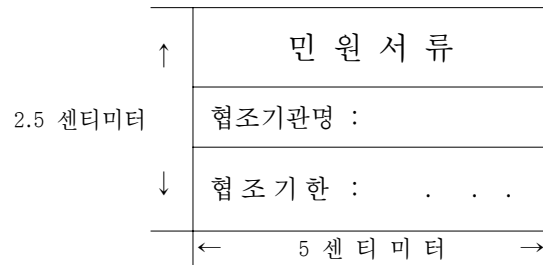 ↑ 민 원 서 류
2.5 센티미터 협조기관명 :
↓ 협 조 기 한 : . . .
← 5 센 티 미 터 →